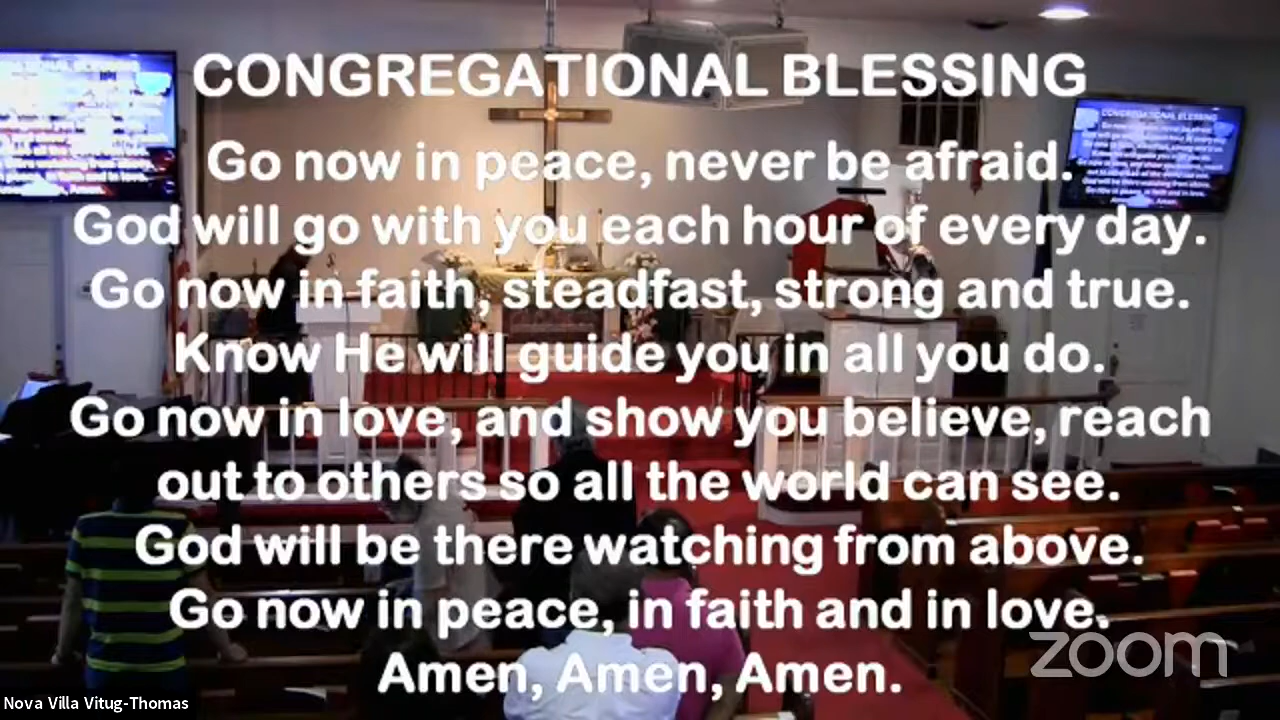 CONGREGATIONAL BLESSING
Go now in peace, never be afraid.
God will go with you each hour of every day.
Go now in faith, steadfast, strong and true.
Know He will guide you in all you do.
Go now in love, and show you believe, reach
out to others so all the world can see.
God will be there watching from above.
Go now in peace, in faith and in love.
Amen, Amen, Amen.
zoom
Nova Villa Vitug-Thomas